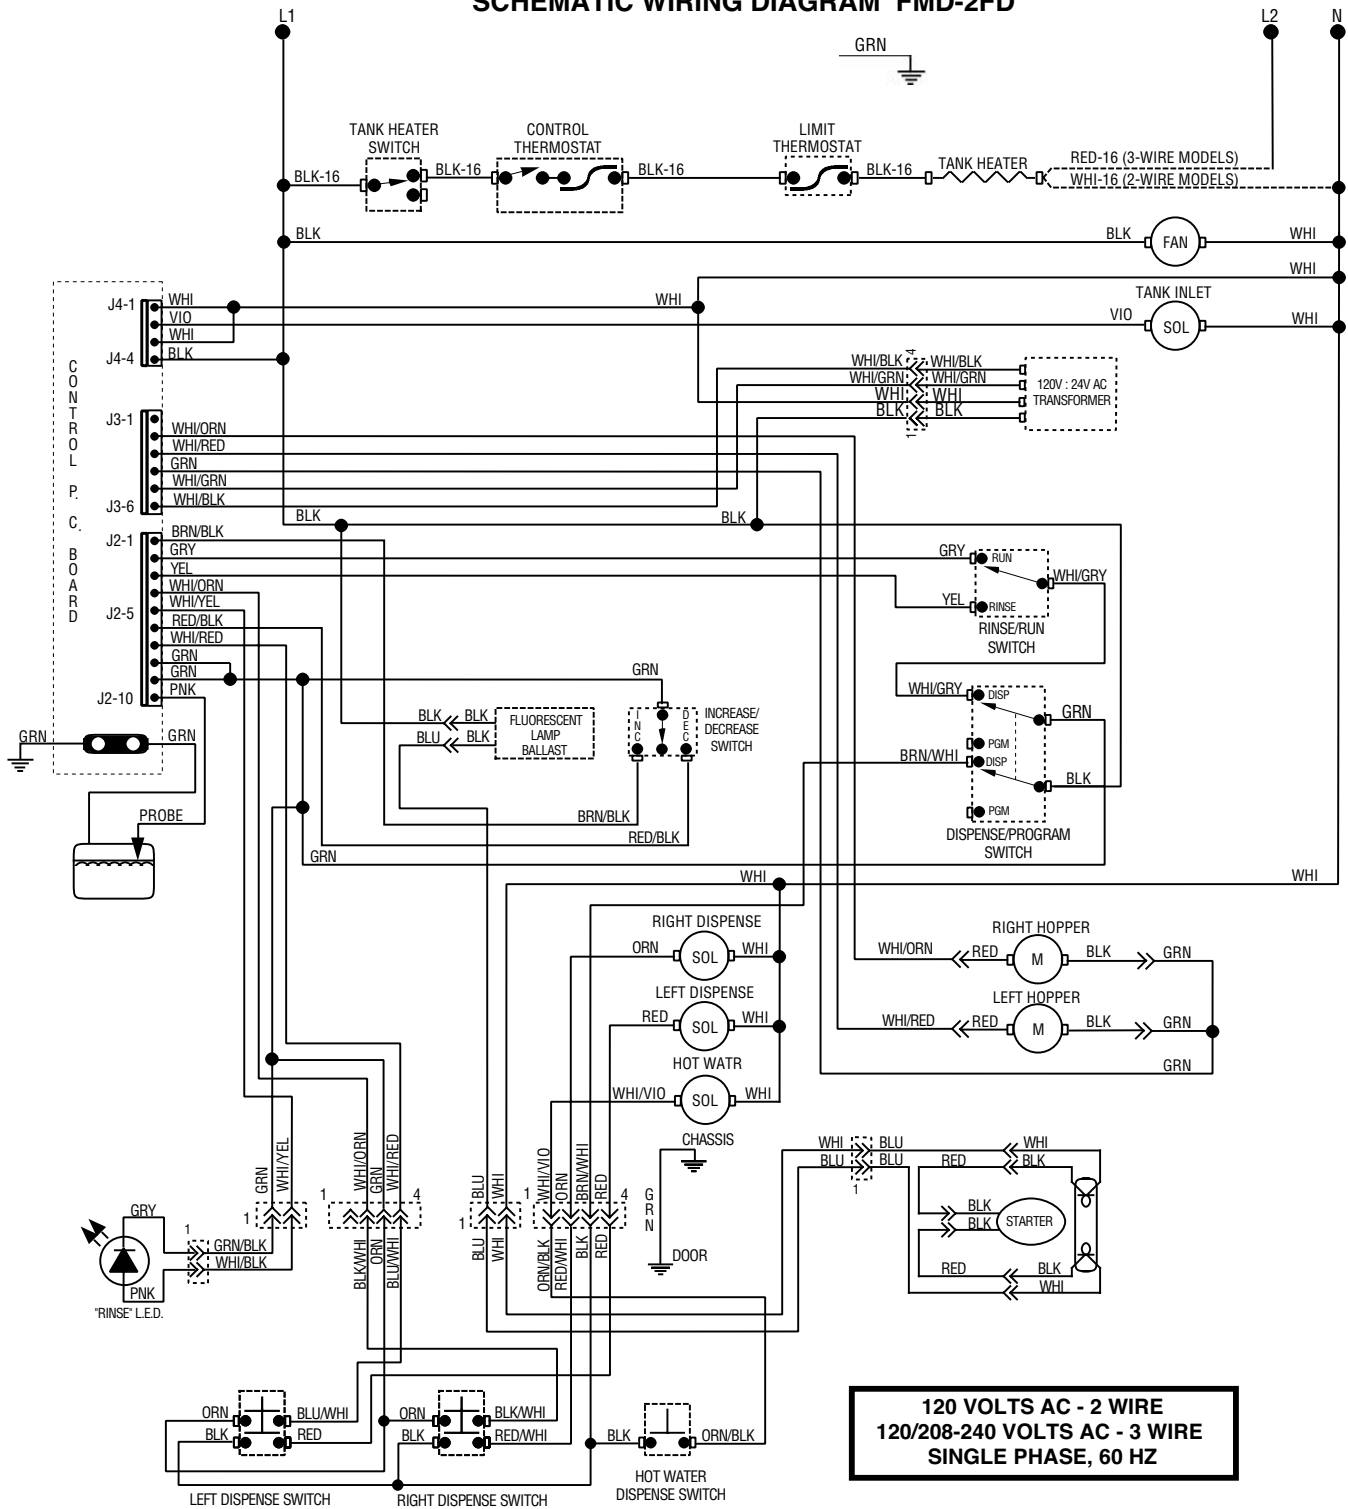 SCHEMATIC WIRING DIAGRAM FMD-2FD
L1
L2
N
GRN
TANK HEATER
SWITCH
CONTROL
THERMOSTAT
LIMIT
THERMOSTAT
BLK-16
BLK-16
BLK-16
BLK-16
TANK HEATER
RED-16 (3-WIRE MODELS)
WHI-16 (2-WIRE MODELS)
BLK
BLK
FAN
WHI
WHI
J4-1
WHI
WHI
TANK INLET
VIO
VIO
SOL
WHI
WHI
J4-4
BLK
CONTROL P. C. BOARD
WHI/BLK
4
WHI/BLK
WHI/GRN
WHI/GRN
WHI
WHI
BLK
BLK
1
120V : 24V AC
TRANSFORMER
J3-1
WHI/ORN
WHI/RED
GRN
WHI/GRN
J3-6
WHI/BLK
BLK
BLK
J2-1
BRN/BLK
GRY
YEL
WHI/ORN
WHI/YEL
J2-5
RED/BLK
WHI/RED
GRN
GRN
J2-10
PNK
GRY
RUN
WHI/GRY
YEL
RINSE
RINSE/RUN
SWITCH
GRN
WHI/GRY
DISP
GRN
PGM
BRN/WHI
DISP
BLK
PGM
DISPENSE/PROGRAM
SWITCH
BLK
BLK
BLU
BLK
FLUORESCENT
LAMP
BALLAST
INC
DEC
INCREASE/
DECREASE
SWITCH
GRN
GRN
PROBE
BRN/BLK
RED/BLK
GRN
WHI
WHI
RIGHT DISPENSE
ORN
SOL
WHI
LEFT DISPENSE
RED
SOL
WHI
HOT WATR
WHI/VIO
SOL
WHI
RIGHT HOPPER
WHI/ORN
RED
M
BLK
GRN
LEFT HOPPER
WHI/RED
RED
M
BLK
GRN
GRN
CHASSIS
GRN
DOOR
GRN
WHI/YEL
WHI/ORN
GRN
WHI/RED
BLU
WHI
WHI/VIO
ORN
BRN/WHI
RED
1
1
4
1
1
4
BLK/WHI
ORN
BLU/WHI
BLU
WHI
ORN/BLK
RED/WHI
BLK
RED
WHI
BLU
WHI
BLU
BLU
1
RED
BLK
BLK
BLK
STARTER
RED
BLK
WHI
GRY
1
GRN/BLK
WHI/BLK
PNK
"RINSE" L.E.D.
ORN
BLU/WHI
BLK
RED
LEFT DISPENSE SWITCH
ORN
BLK/WHI
BLK
RED/WHI
RIGHT DISPENSE SWITCH
BLK
ORN/BLK
HOT WATER
DISPENSE SWITCH
120 VOLTS AC - 2 WIRE
120/208-240 VOLTS AC - 3 WIRE
SINGLE PHASE, 60 HZ